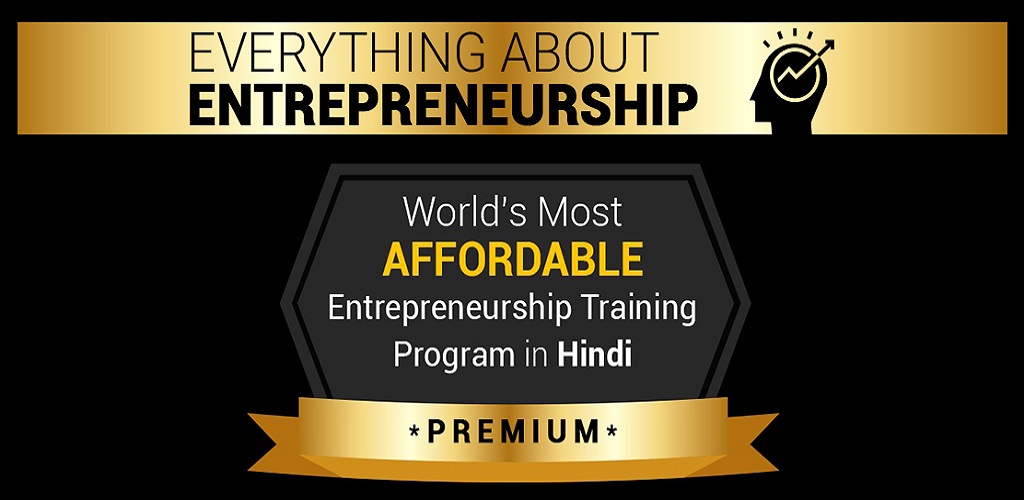 EVERYTHING ABOUT
ENTREPRENEURSHIP
World's Most
AFFORDABLE
Entrepreneurship Training
Program in Hindi
*PREMIUM*